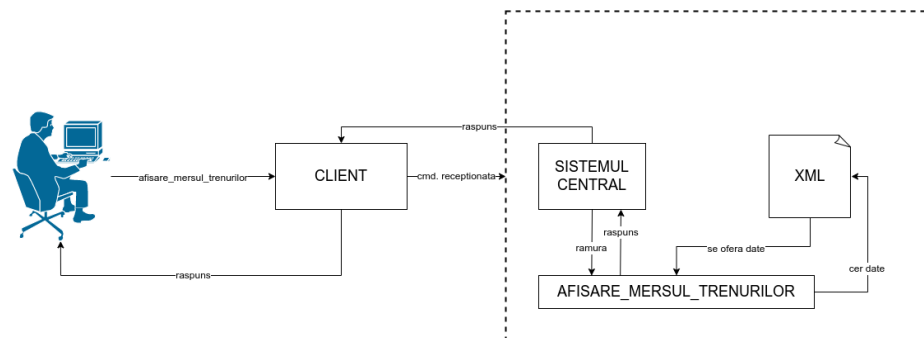 raspuns
afisare_mersul_trenurilor
CLIENT
cmd. receptionata
SISTEMUL
CENTRAL
XML
ramura
raspuns
se ofera date
cer date
raspuns
AFISARE_MERSUL_TRENURILOR